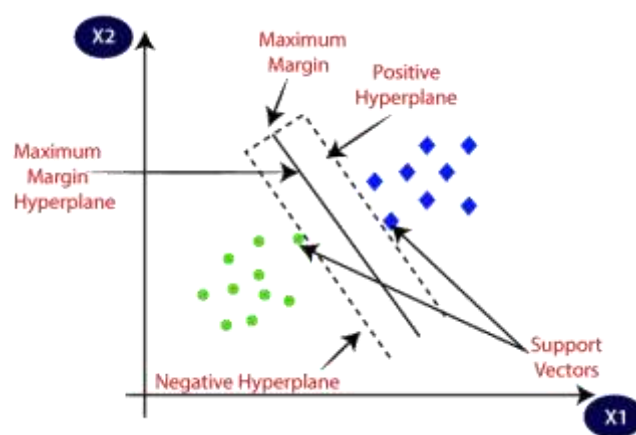 X2
Maximum
Margin
Positive
Hyperplane
Maximum
Margin
Hyperplane
Support
Vectors
Negative Hyperplane
X1